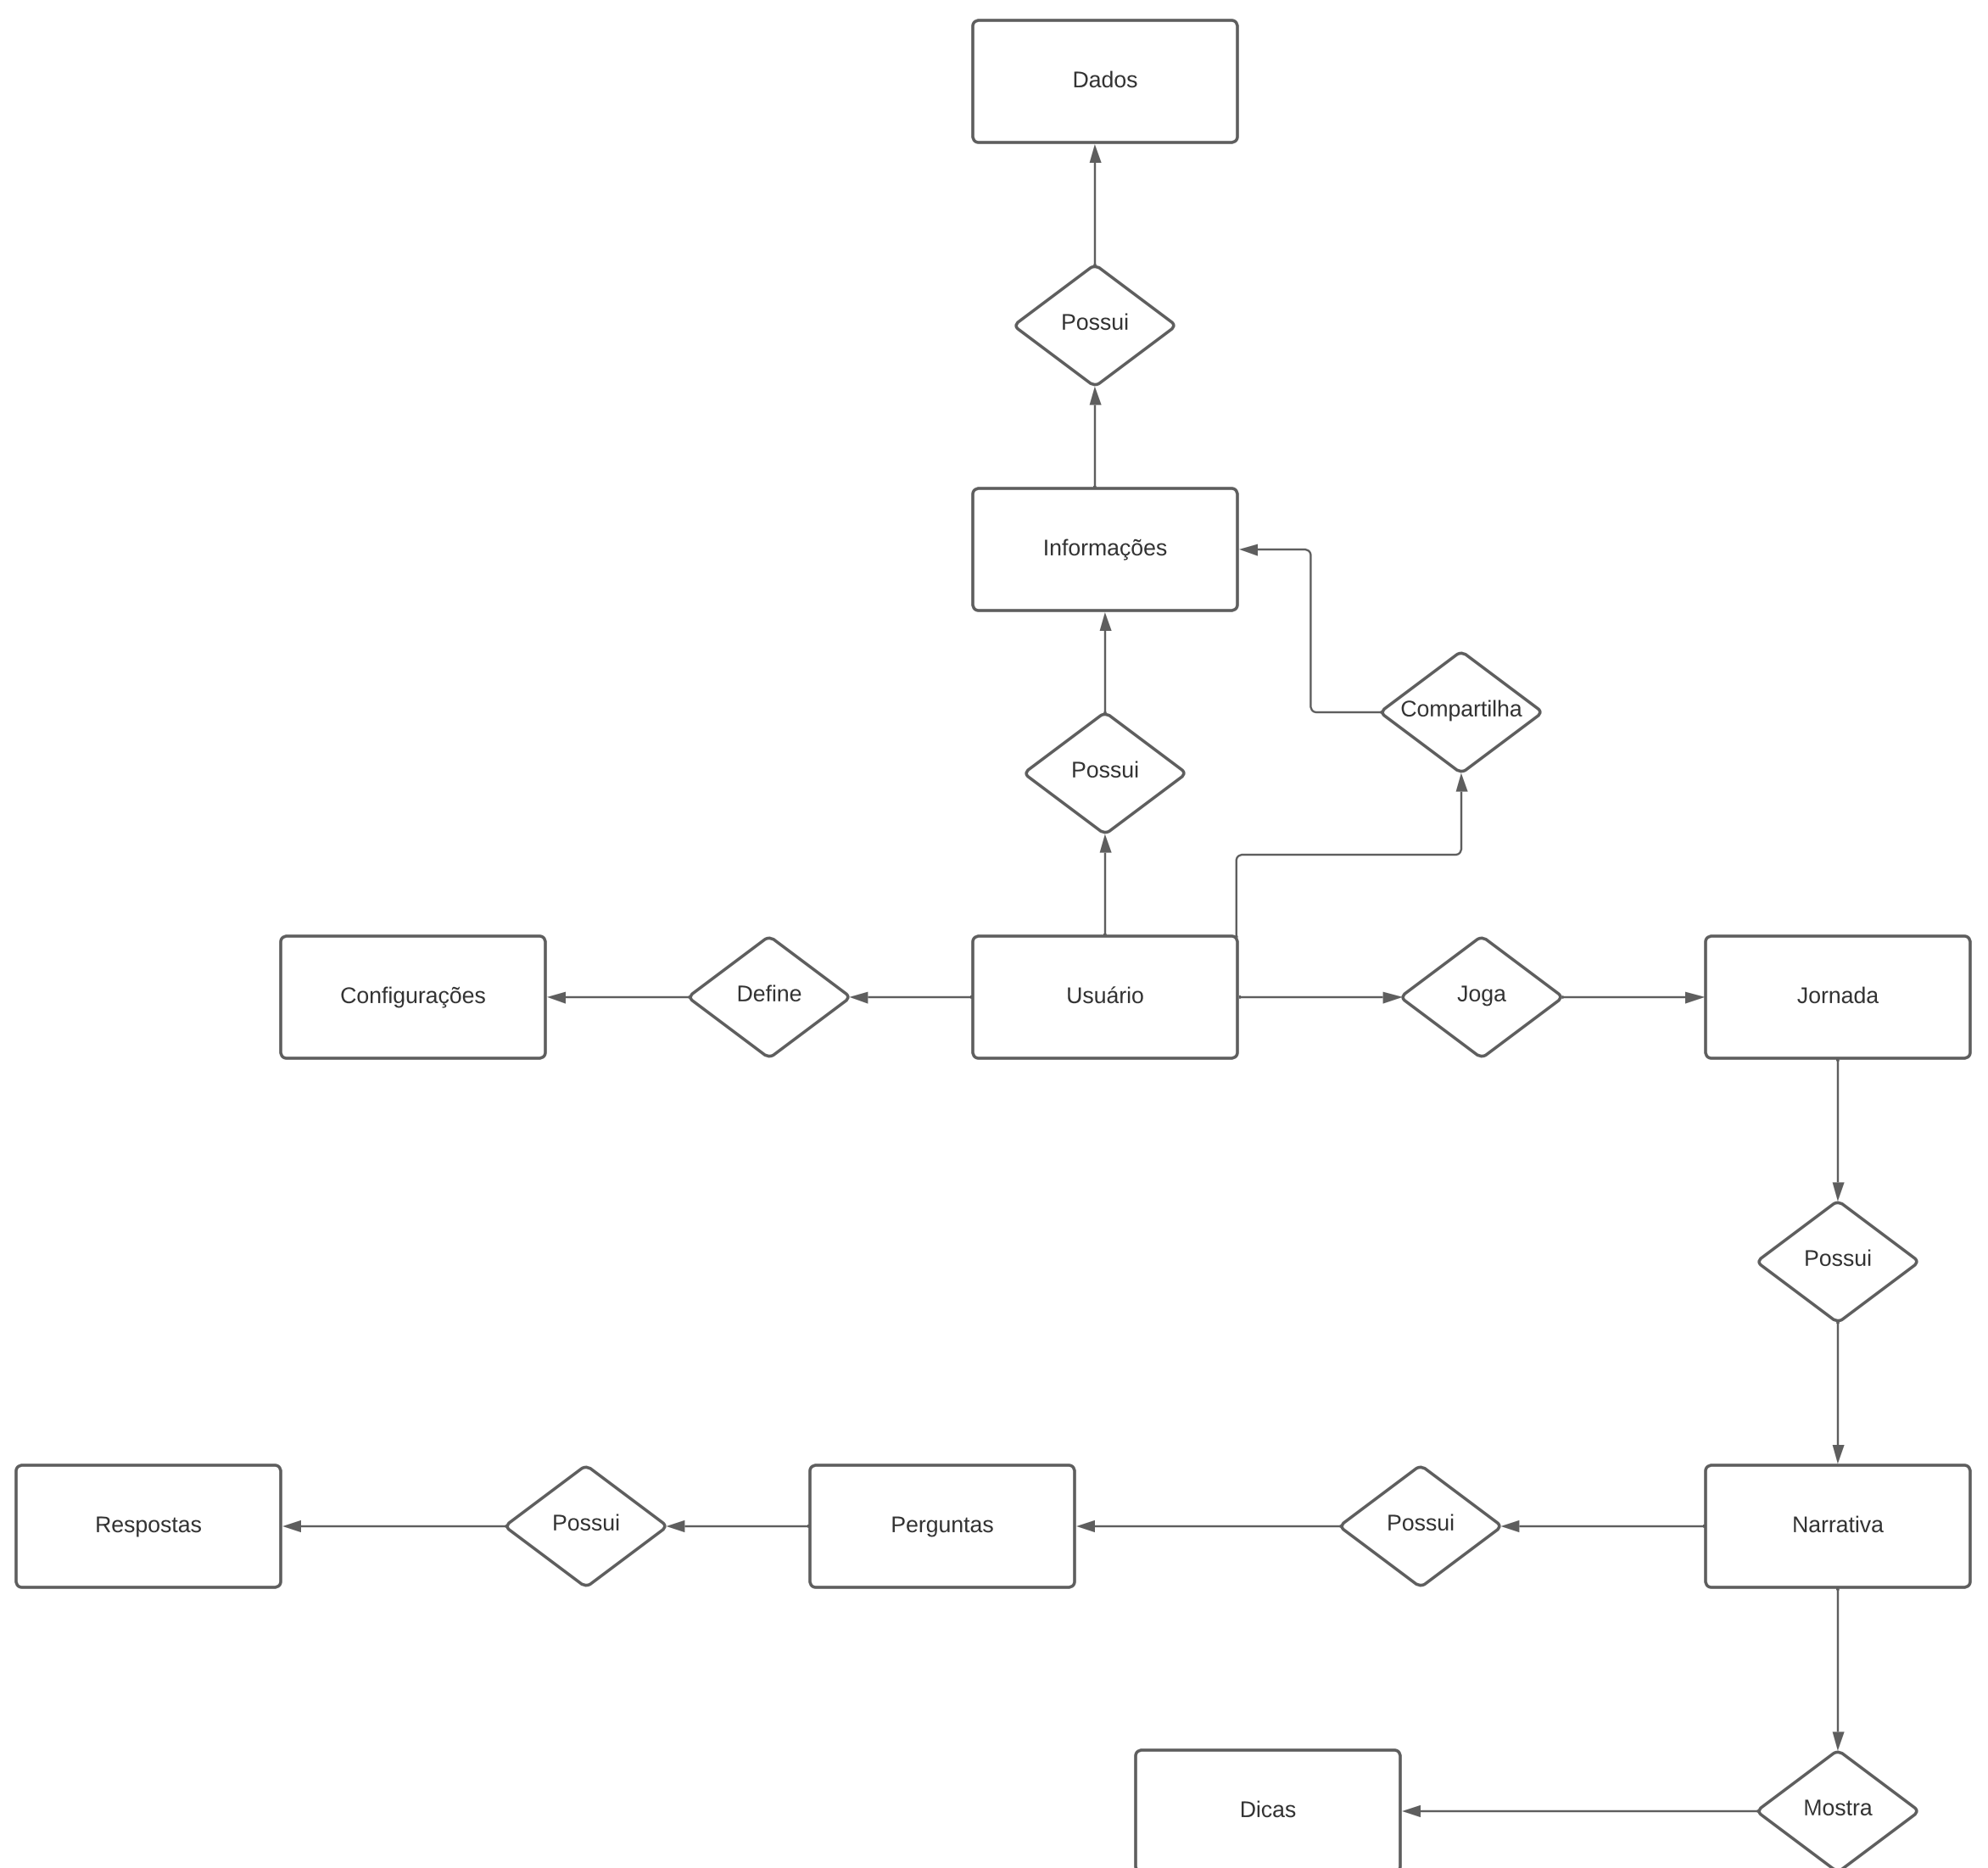 Dados
Possui
Informações
Compartilha
Possui
Configurações
Define
Usuário
Joga
Jornada
Possui
Respostas
Possui
Perguntas
Possui
Narrativa
Dicas
Mostra